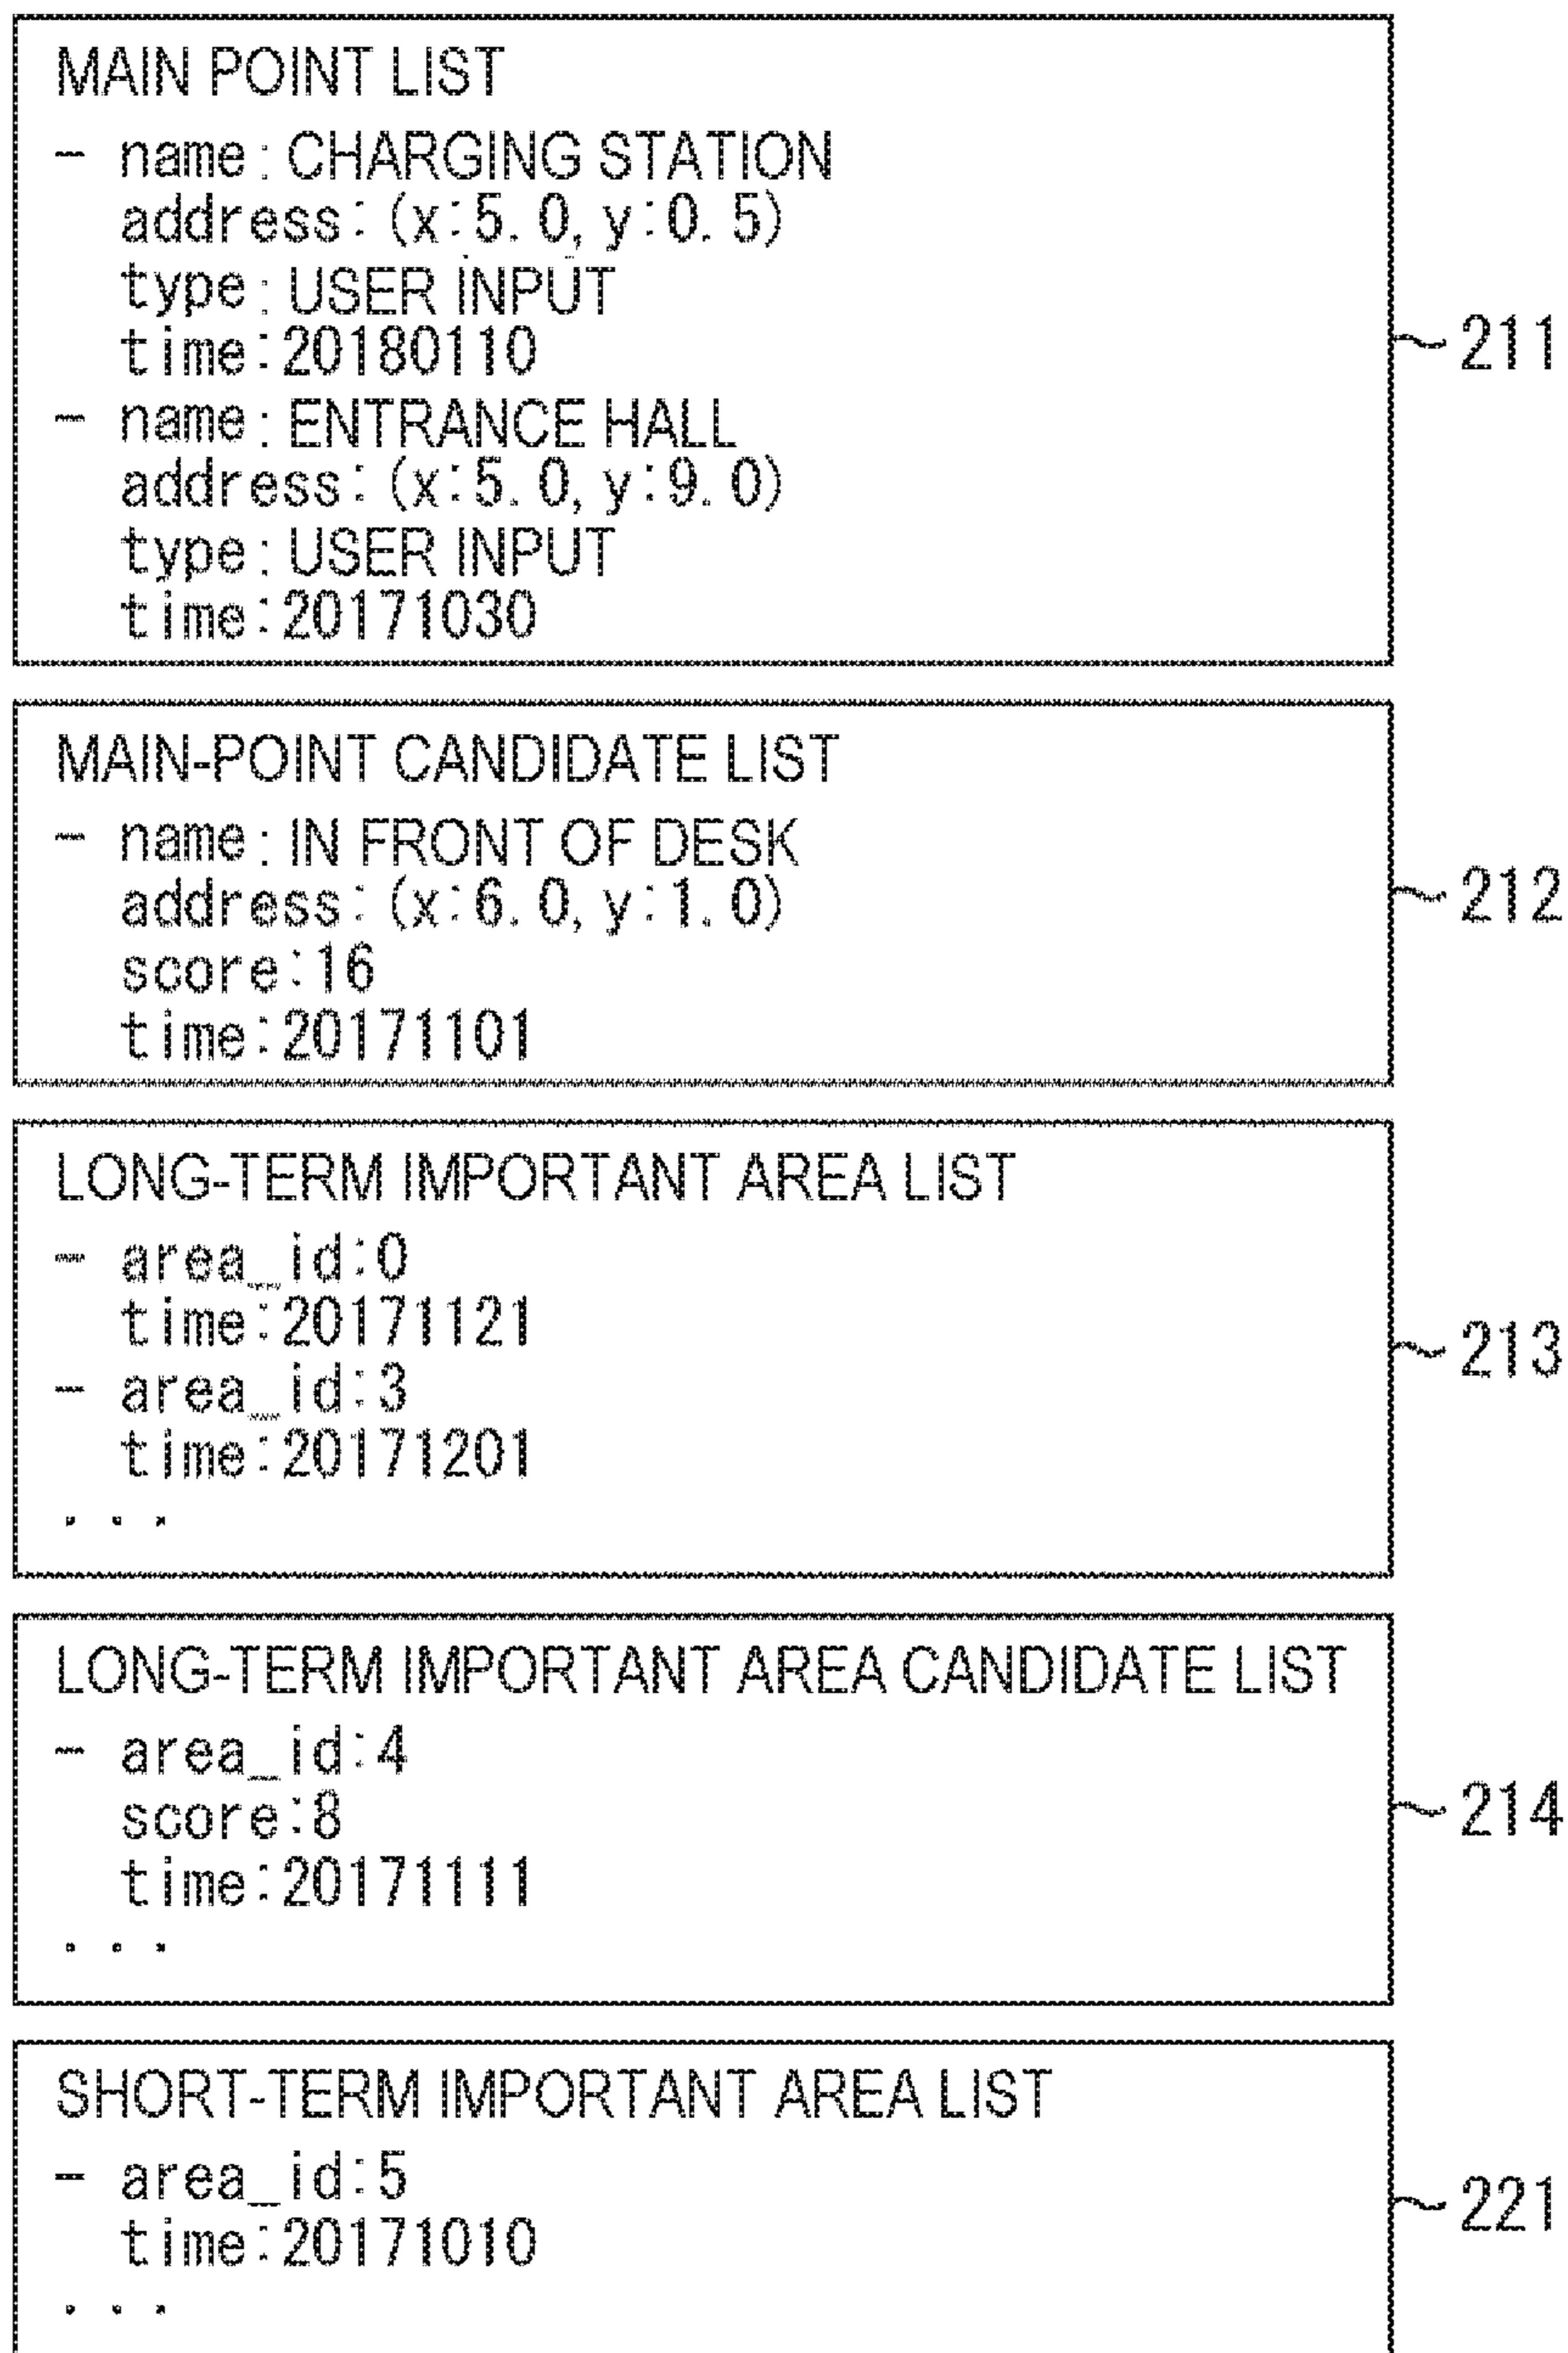 MAIN POINT LIST
- name: CHARGING STATION
address: (x:5.0, y:0.5)
type: USER INPUT
time:20180110
- name: ENTRANCE HALL
address: (x:5.0, y:9.0)
type: USER INPUT
time:20171030
~ 211
MAIN-POINT CANDIDATE LIST
- name: IN FRONT OF DESK
address: (x:6.0, y:1.0)
score:16
time:20171101
~ 212
LONG-TERM IMPORTANT AREA LIST
- area_id:0
time:20171121
- area_id:3
time:20171201
...
~ 213
LONG-TERM IMPORTANT AREA CANDIDATE LIST
- area_id:4
score:8
time:20171111
...
~ 214
SHORT-TERM IMPORTANT AREA LIST
- area_id:5
time:20171010
...
~ 221